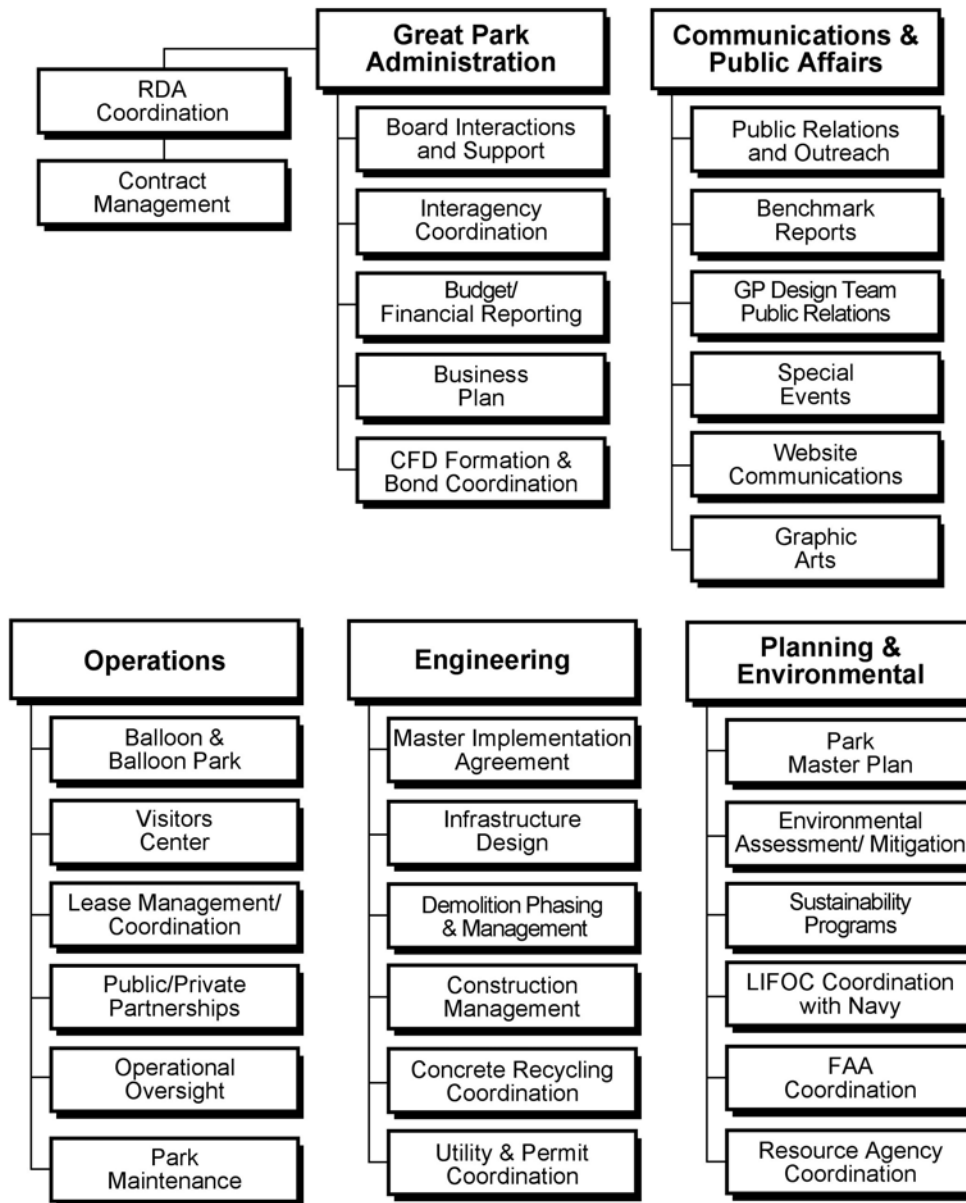 Great Park
Administration
RDA
Coordination
Contract
Management
Board Interactions
and Support
Interagency
Coordination
Budget/
Financial Reporting
Business
Plan
CFD Formation &
Bond Coordination
Communications &
Public Affairs
Public Relations
and Outreach
Benchmark
Reports
GP Design Team
Public Relations
Special
Events
Website
Communications
Graphic
Arts
Operations
Balloon &
Balloon Park
Visitors
Center
Lease Management/
Coordination
Public/Private
Partnerships
Operational
Oversight
Park
Maintenance
Engineering
Master Implementation
Agreement
Infrastructure
Design
Demolition Phasing
& Management
Construction
Management
Concrete Recycling
Coordination
Utility & Permit
Coordination
Planning &
Environmental
Park
Master Plan
Environmental
Assessment/ Mitigation
Sustainability
Programs
LIFOC Coordination
with Navy
FAA
Coordination
Resource Agency
Coordination